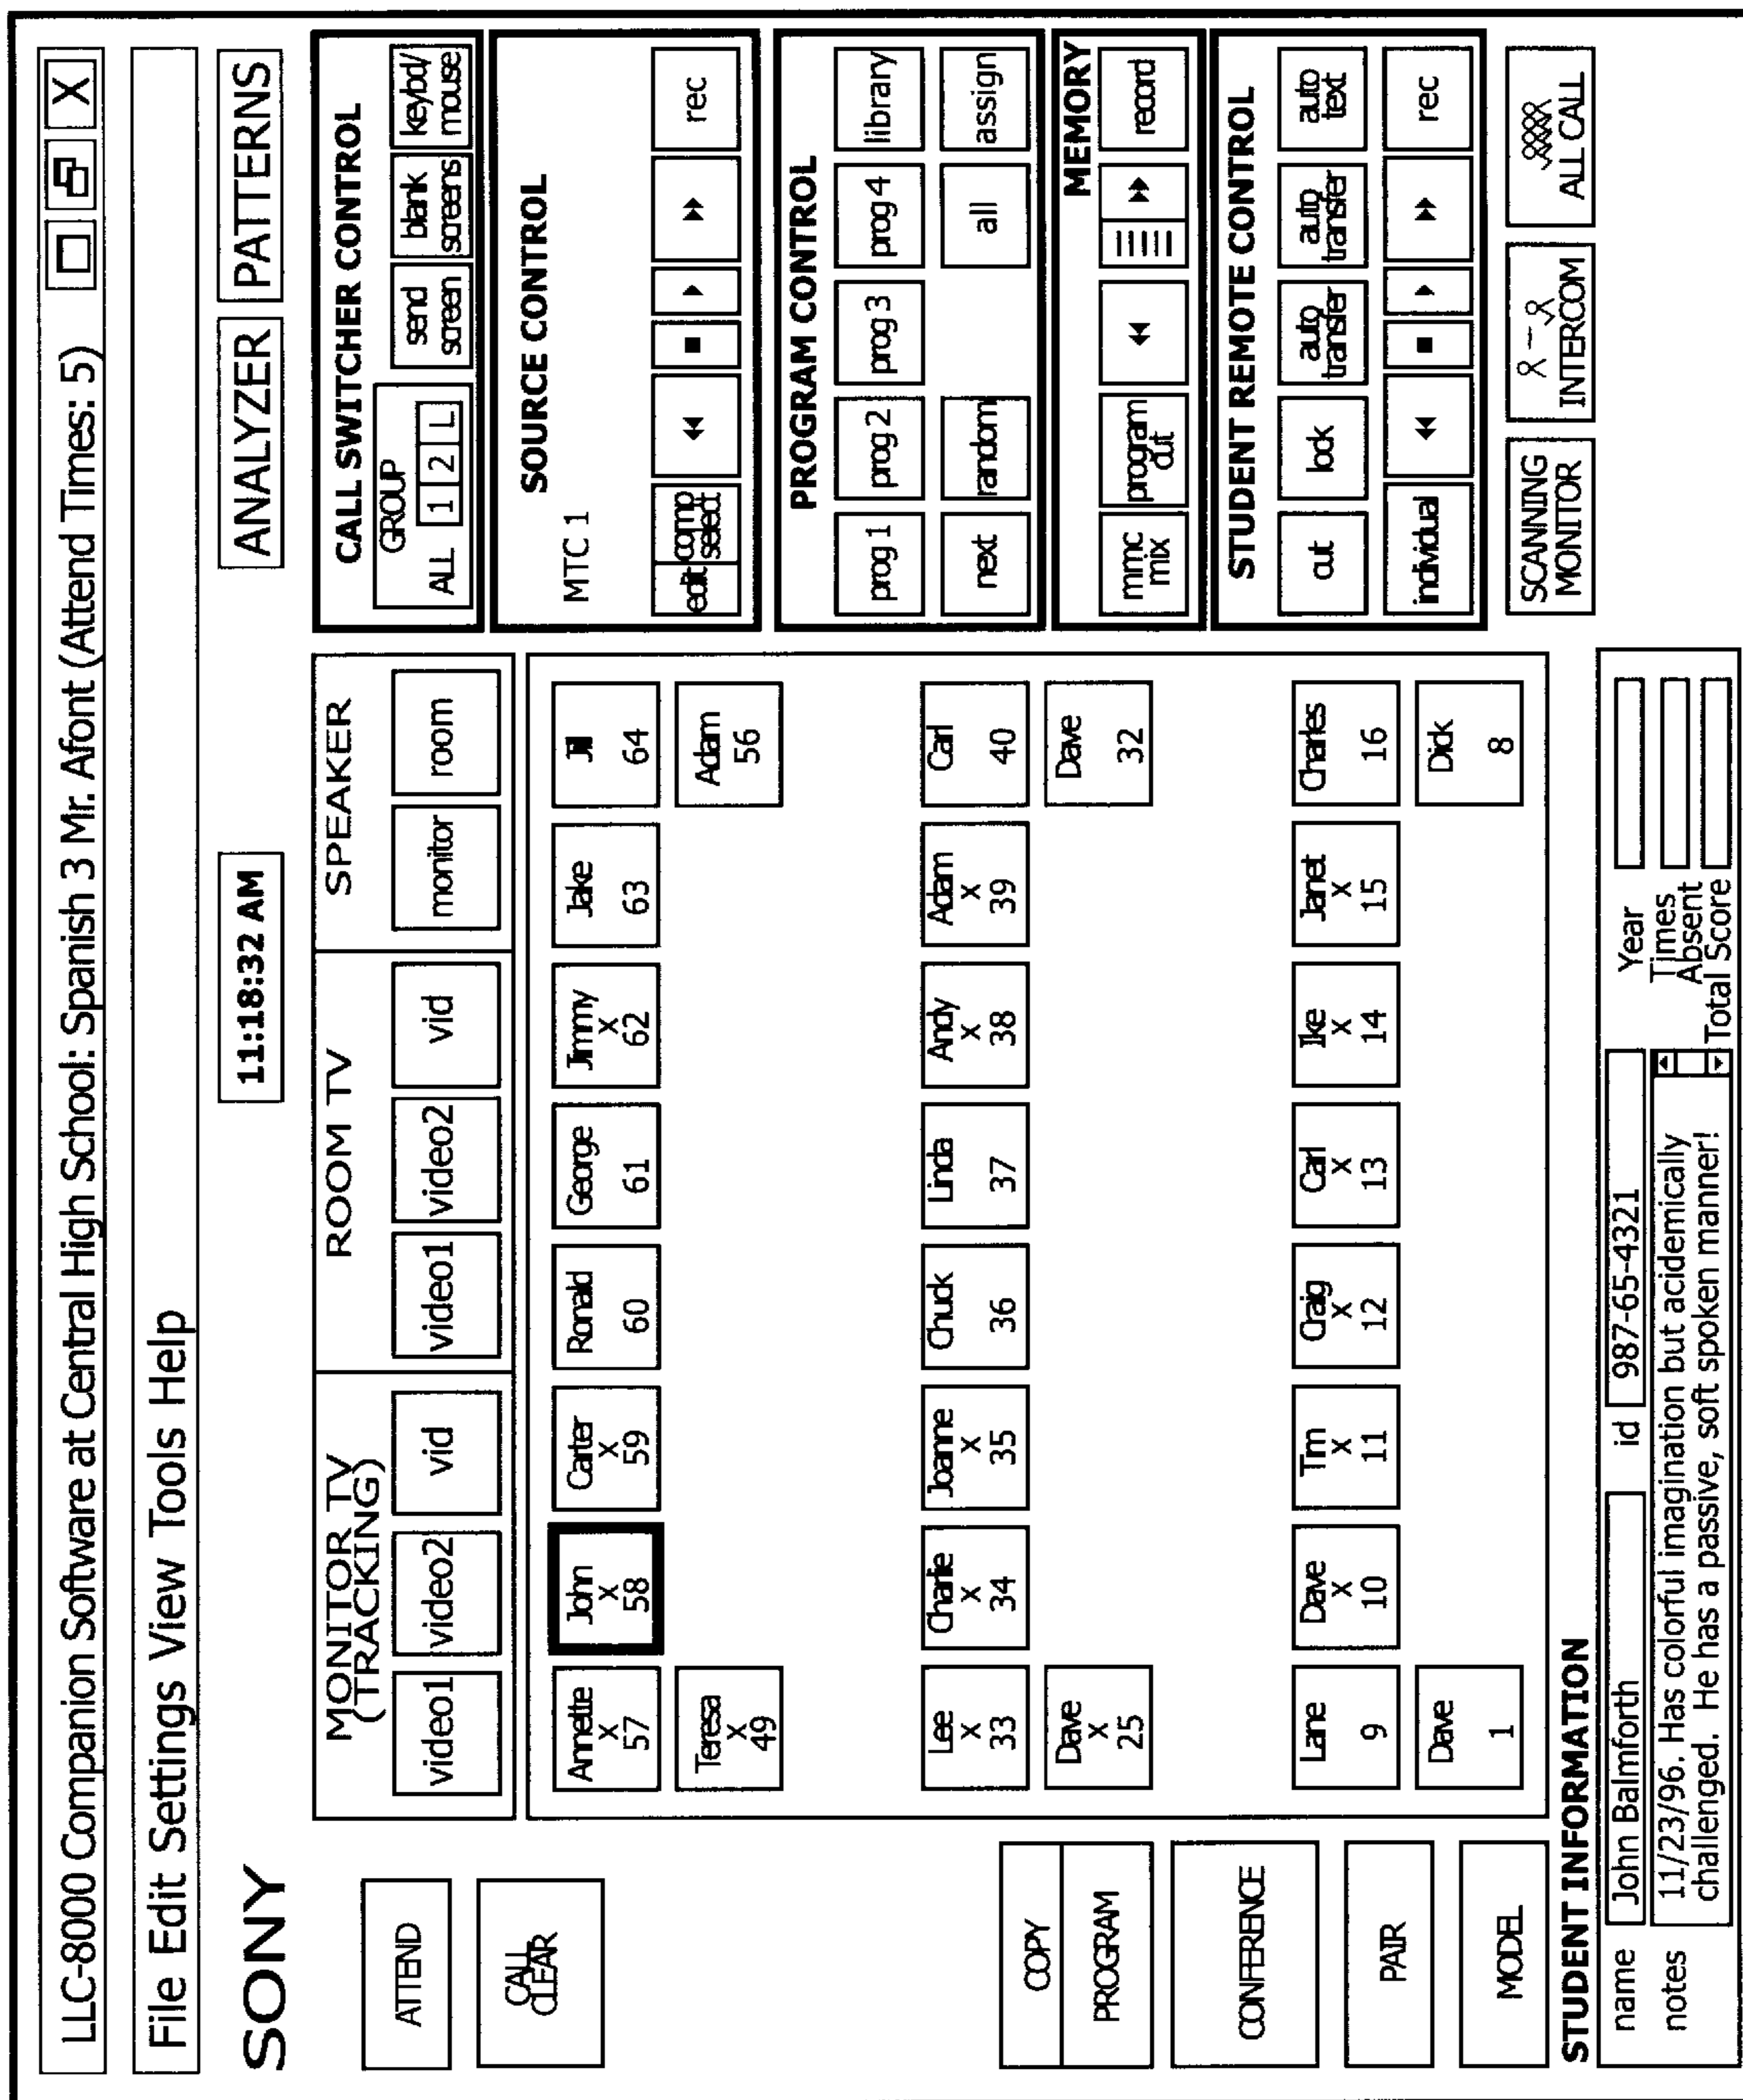 LLC-8000 Companion Software at Central High School: Spanish 3 Mr. Afont (Attend Times: 5) X
File Edit Settings View Tools Help
SONY
11:18:32 AM
ANALYZER
PATTERNS
ATTEND
CALL
CLEAR
COPY
PROGRAM
CONFERENCE
PAIR
MODEL
MONITOR TV
(TRACKING)
video1 video2 vid
ROOM TV
video1 video2 vid
SPEAKER
monitor room
Annette John Carter Ronald George Jimmy Jake Jill
X X X X
57 58 59 60 61 62 63 64
Teresa Adam
X
49 56
Lee Charlie Joanne Chuck Linda Andy Adam Carl
X X X X X
33 34 35 36 37 38 39 40
Dave Dave
X
25 32
Lane Dave Tim Craig Carl Ike Janet Charles
X X X X X X
9 10 11 12 13 14 15 16
Dave Dick
1 8
CALL SWITCHER CONTROL
GROUP
ALL 1 2 L
send
screen
blank
screens
keybd/
mouse
SOURCE CONTROL
MTC 1
edit
comp
select
rec
PROGRAM CONTROL
prog 1 prog 2 prog 3 prog 4 library
next random all assign
MEMORY
mmc
mix
program
out
record
STUDENT REMOTE CONTROL
out
lock
auto
transfer
auto
transfer
auto
text
individual
rec
SCANNING
MONITOR
INTERCOM
ALL CALL
STUDENT INFORMATION
name John Balmforth id 987-65-4321 Year
notes 11/23/96. Has colorful imagination but acidemically
challenged. He has a passive, soft spoken manner!
Times
Absent
Total Score